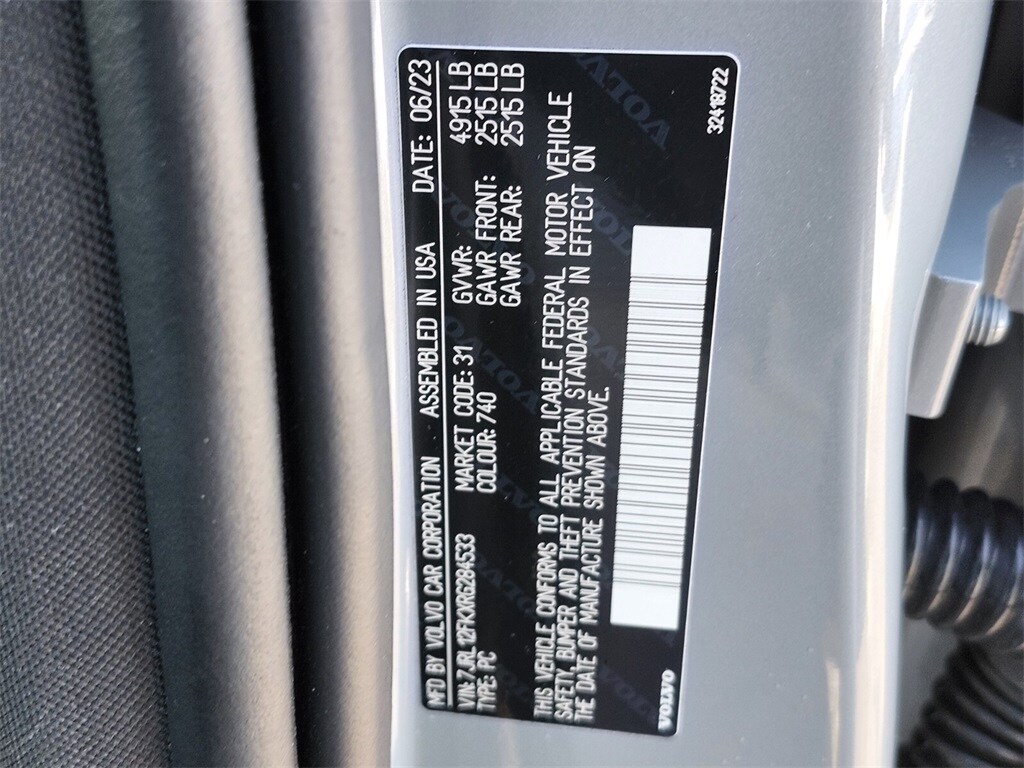 MFD BY VOLVO CAR CORPORATION ASSEMBLED IN USA DATE: 06/23
VIN: 7JRL12FKXRG284533 MARKET CODE: 31 GVWR: 4915 LB
TYPE: PC COLOUR: 740 GAWR FRONT: 2515 LB
GAWR REAR: 2515 LB
THIS VEHICLE CONFORMS TO ALL APPLICABLE FEDERAL MOTOR VEHICLE
SAFETY, BUMPER AND THEFT PREVENTION STANDARDS IN EFFECT ON
THE DATE OF MANUFACTURE SHOWN ABOVE.
VOLVO 32418722